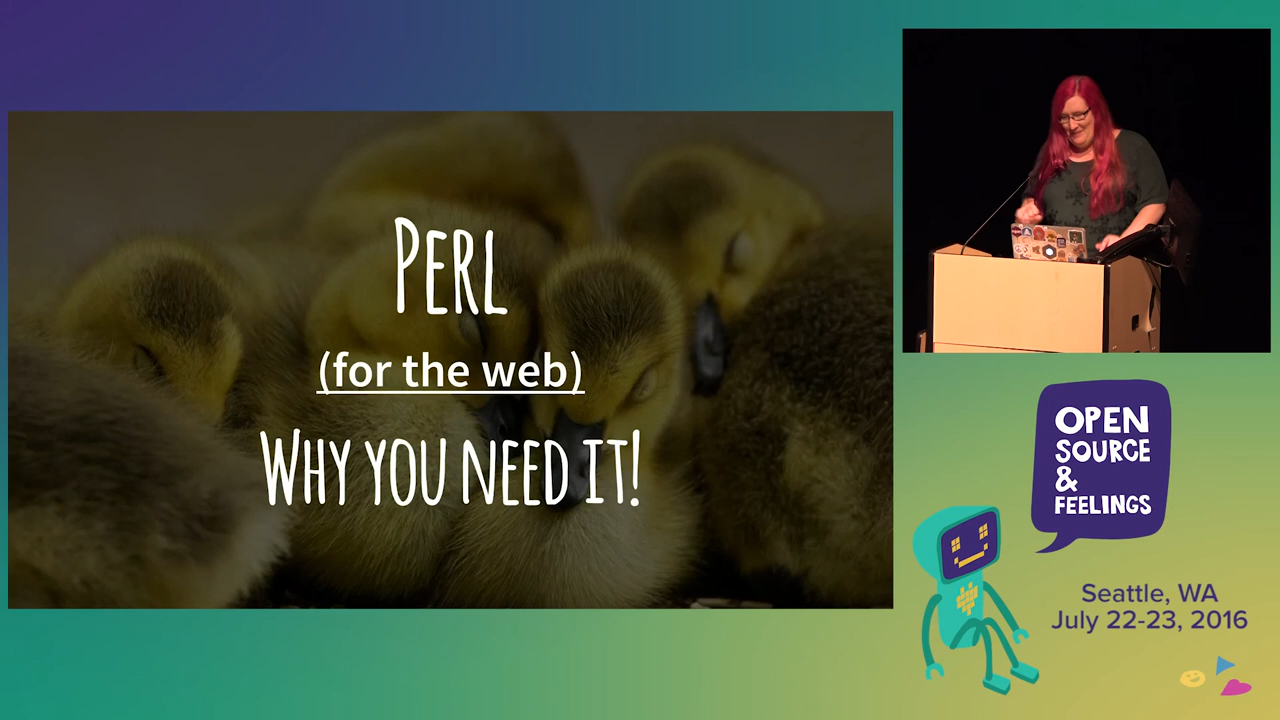 PERL
(for the web)
WHY YOU NEED IT!
OPEN
SOURCE
&
FEELINGS
Seattle, WA
July 22-23, 2016